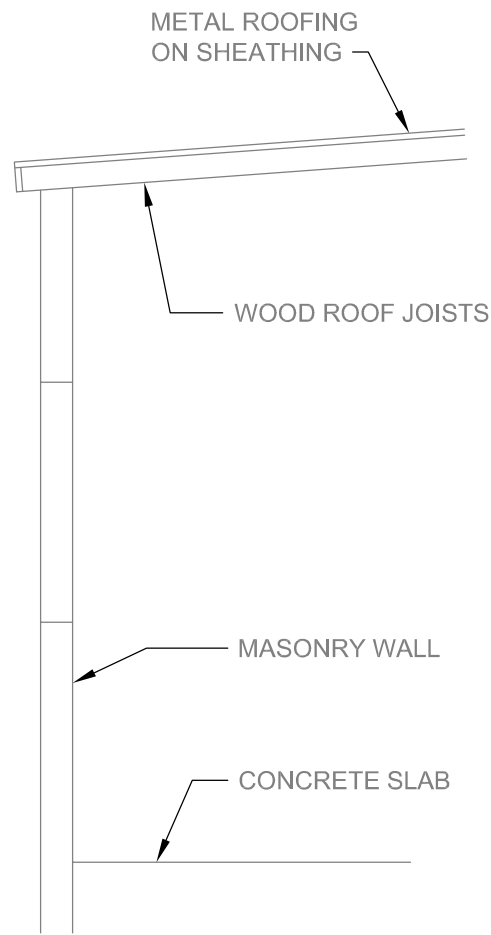 METAL ROOFING
ON SHEATHING
WOOD ROOF JOISTS
MASONRY WALL
CONCRETE SLAB